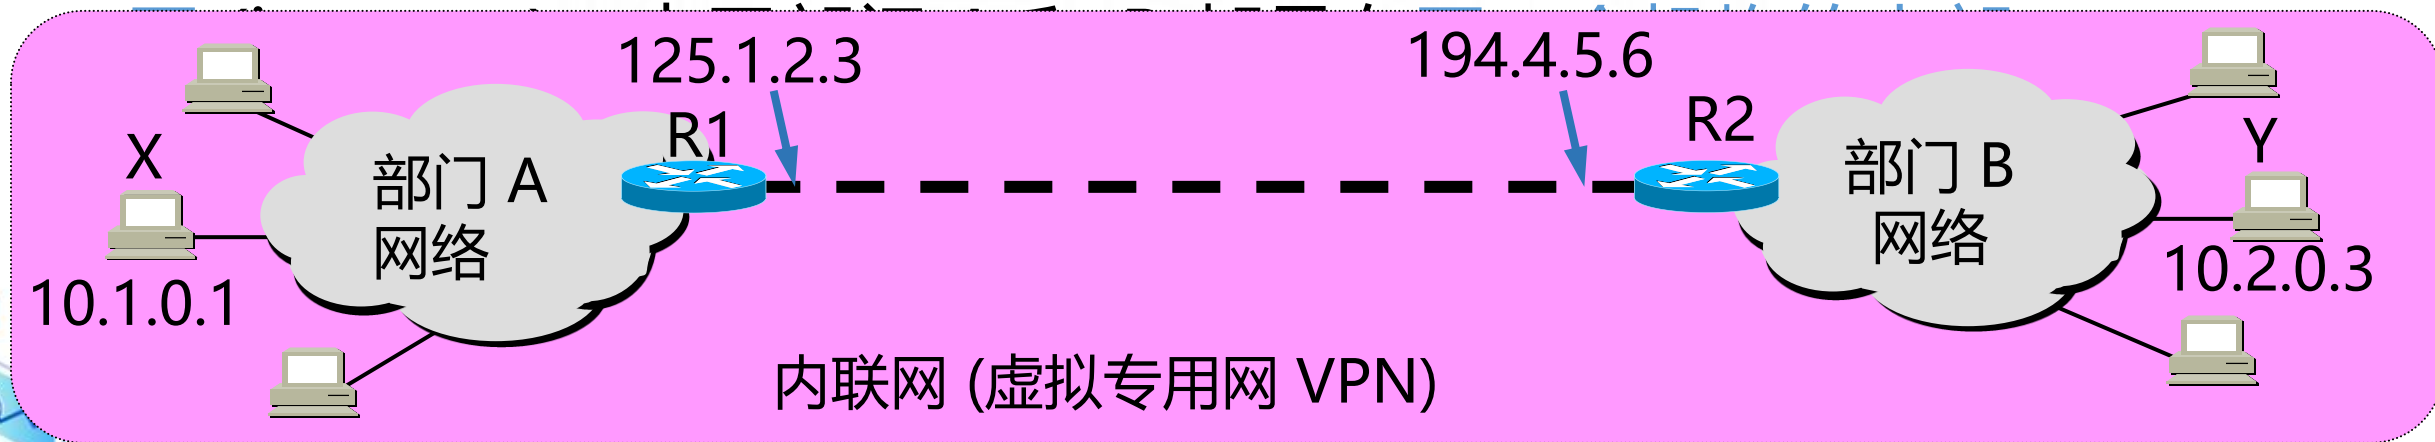 125.1.2.3
194.4.5.6
R1
R2
X
Y
部门 A
网络
部门 B
网络
10.1.0.1
10.2.0.3
内联网 (虚拟专用网 VPN)